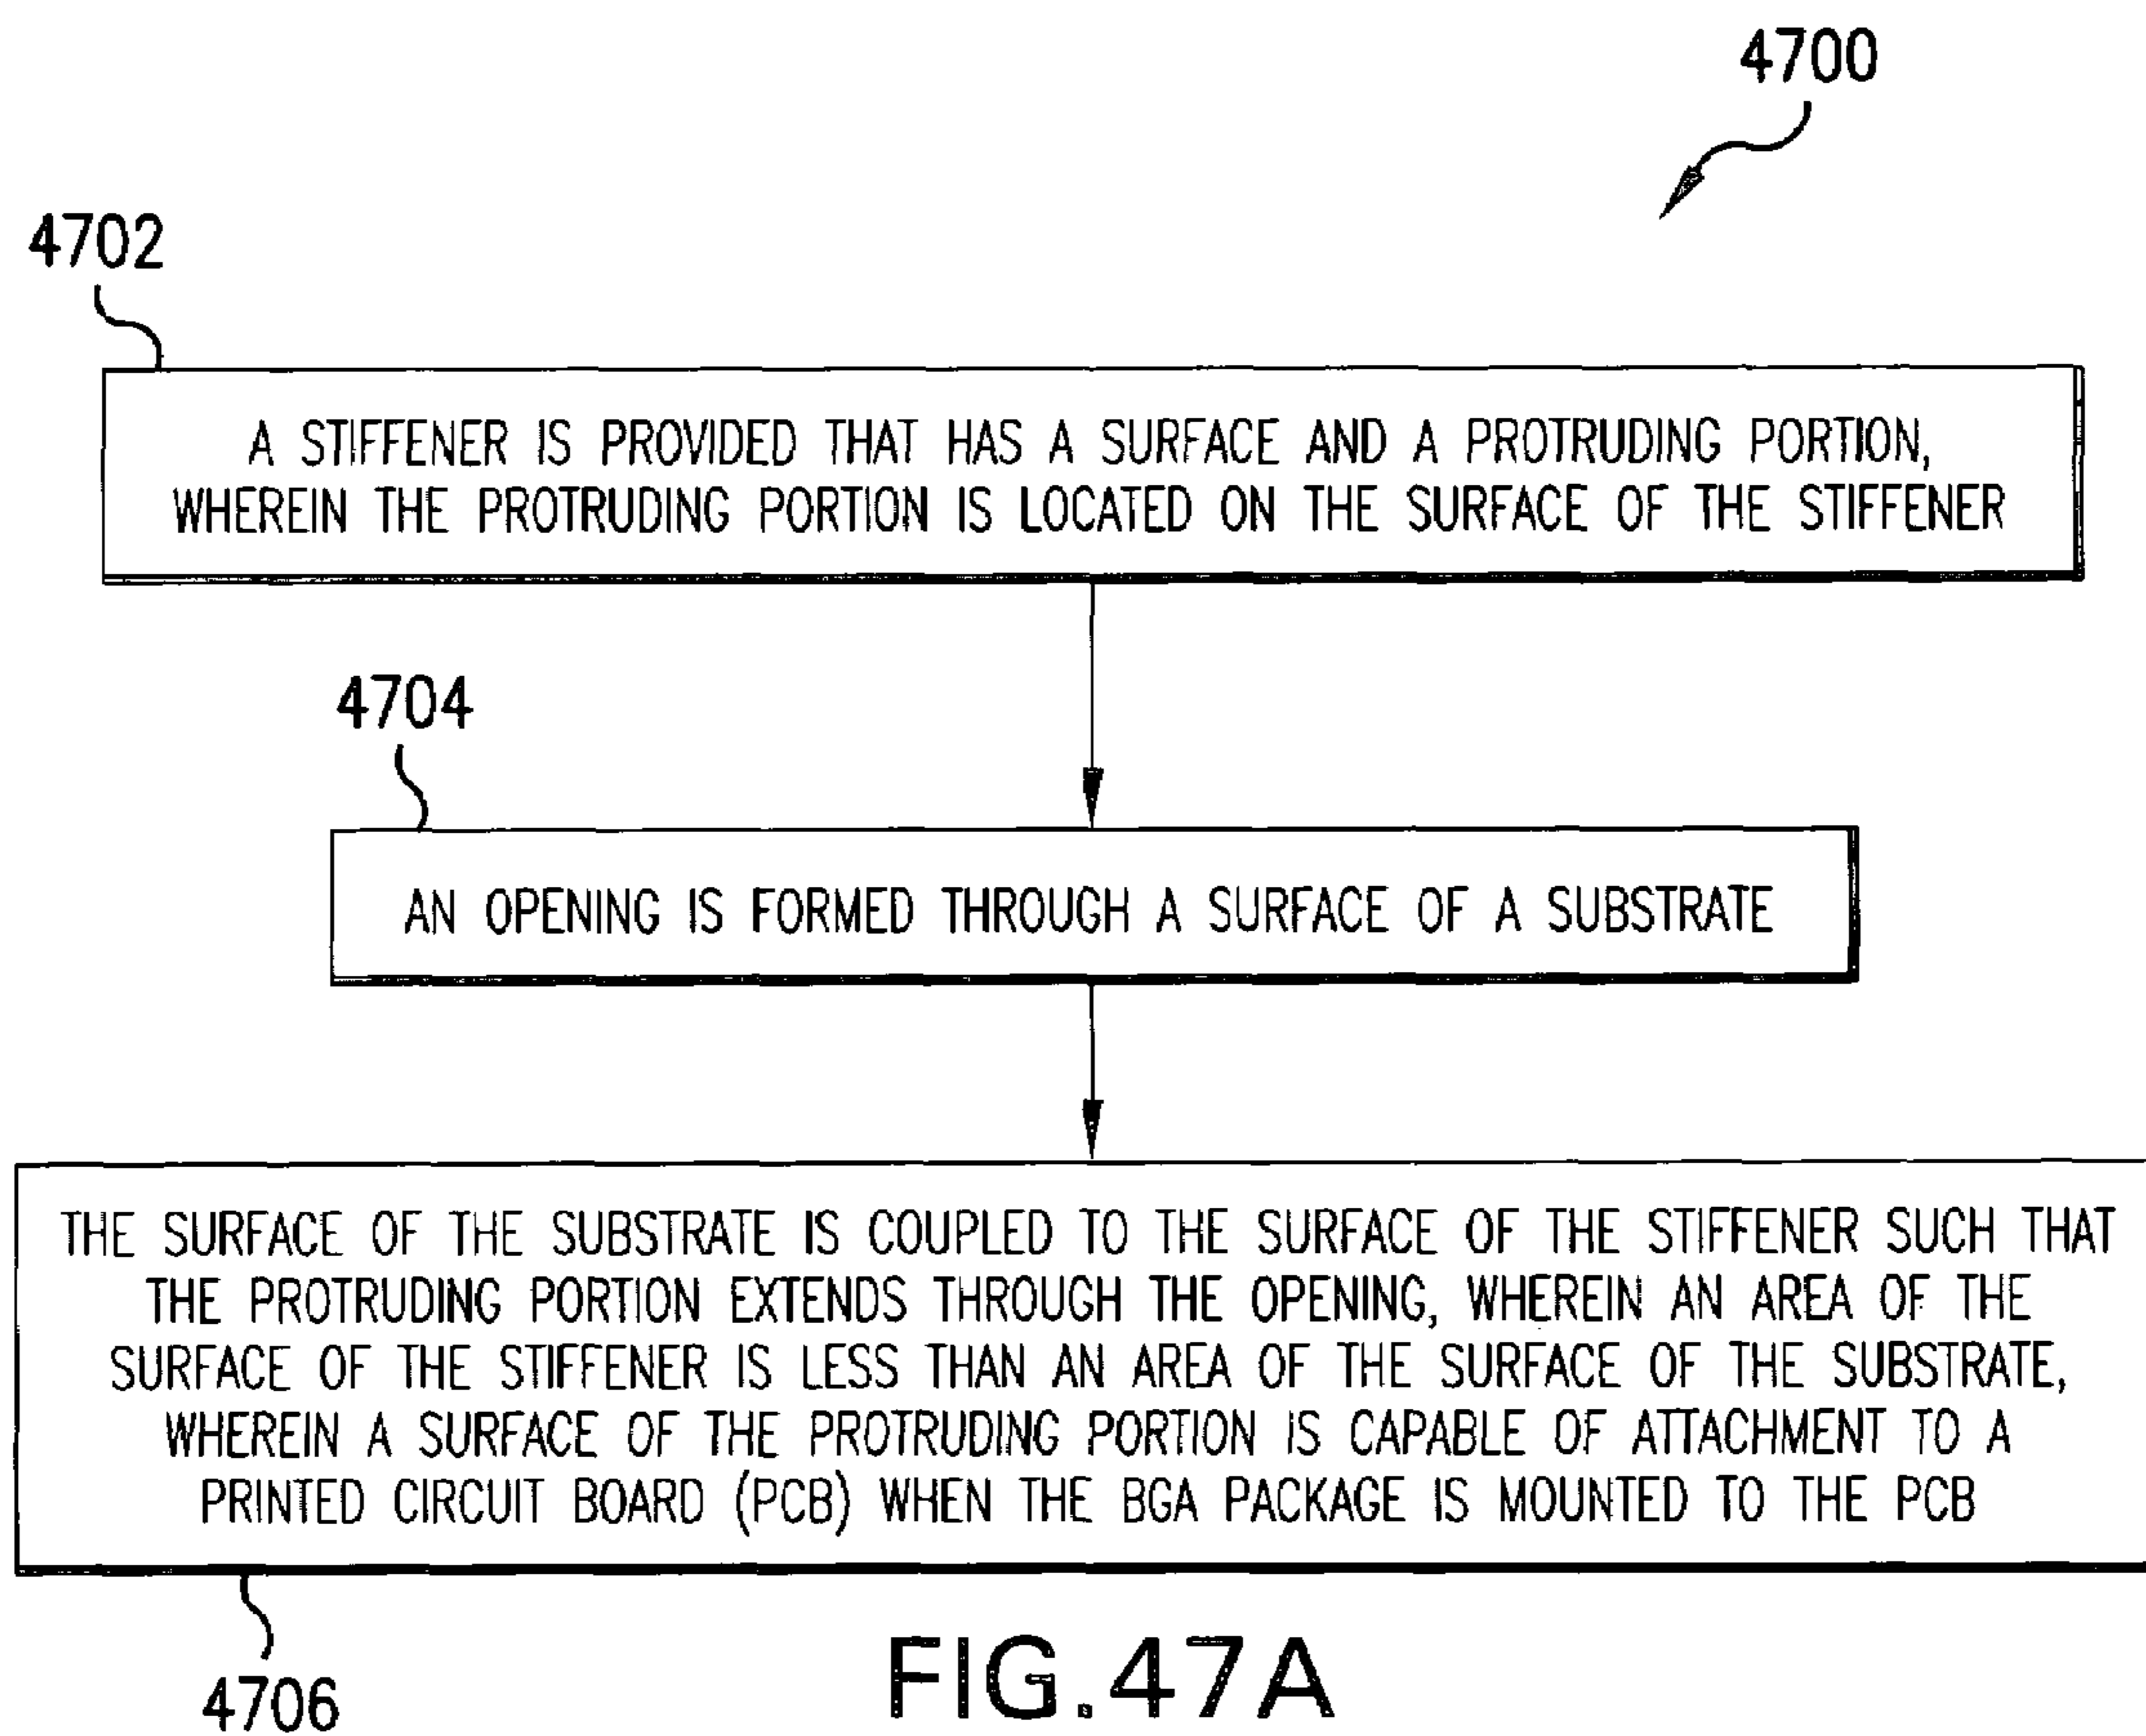 4700
4702
A STIFFENER IS PROVIDED THAT HAS A SURFACE AND A PROTRUDING PORTION,
WHEREIN THE PROTRUDING PORTION IS LOCATED ON THE SURFACE OF THE STIFFENER
4704
AN OPENING IS FORMED THROUGH A SURFACE OF A SUBSTRATE
THE SURFACE OF THE SUBSTRATE IS COUPLED TO THE SURFACE OF THE STIFFENER SUCH THAT
THE PROTRUDING PORTION EXTENDS THROUGH THE OPENING, WHEREIN AN AREA OF THE
SURFACE OF THE STIFFENER IS LESS THAN AN AREA OF THE SURFACE OF THE SUBSTRATE,
WHEREIN A SURFACE OF THE PROTRUDING PORTION IS CAPABLE OF ATTACHMENT TO A
PRINTED CIRCUIT BOARD (PCB) WHEN THE BGA PACKAGE IS MOUNTED TO THE PCB
4706
FIG.47A